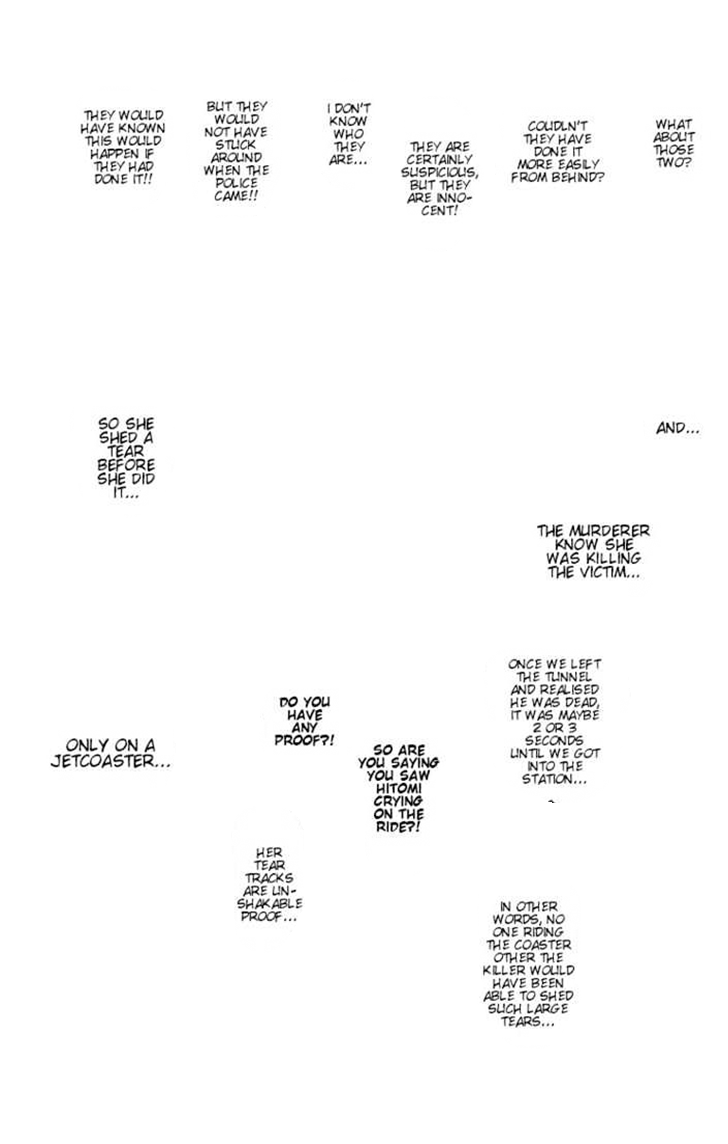 WHAT
ABOUT
THOSE
TWO?
COUDLN'T
THEY HAVE
DONE IT
MORE EASILY
FROM BEHIND?
THEY ARE
CERTAINLY
SUSPICIOUS,
BUT THEY
ARE INNO-
CENT!
I DON'T
KNOW
WHO
THEY
ARE...
BUT THEY
WOULD
NOT HAVE
STUCK
AROUND
WHEN THE
POLICE
CAME!!
THEY WOULD
HAVE KNOWN
THIS WOULD
HAPPEN IF
THEY HAD
DONE IT!!
AND...
THE MURDERER
KNOW SHE
WAS KILLING
THE VICTIM...
SO SHE
SHED A
TEAR
BEFORE
SHE DID
IT...
ONCE WE LEFT
THE TUNNEL
AND REALISED
HE WAS DEAD,
IT WAS MAYBE
2 OR 3
SECONDS
UNTIL WE GOT
INTO THE
STATION...
IN OTHER
WORDS, NO
ONE RIDING
THE COASTER
OTHER THE
KILLER WOULD
HAVE BEEN
ABLE TO SHED
SUCH LARGE
TEARS...
SO ARE
YOU SAYING
YOU SAW
HITOMI
CRYING
ON THE
RIDE?!
DO YOU
HAVE
ANY
PROOF?!
HER
TEAR
TRACKS
ARE UN-
SHAKABLE
PROOF...
ONLY ON A
JETCOASTER...